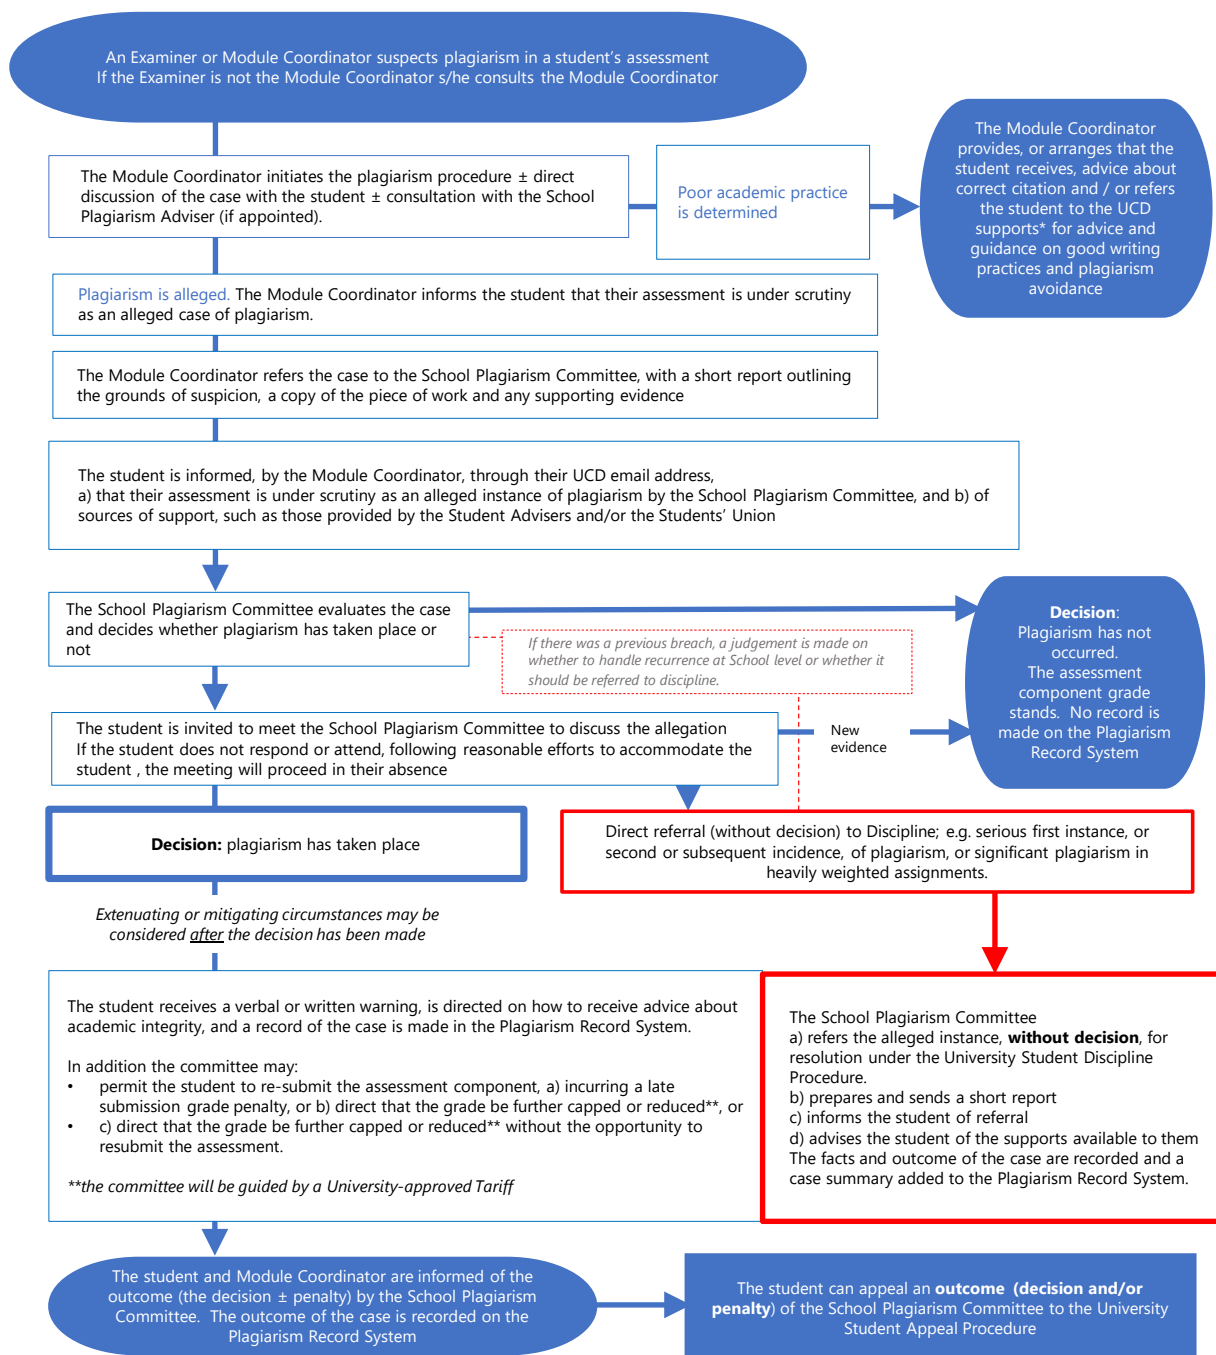 An Examiner or Module Coordinator suspects plagiarism in a student’s assessment
If the Examiner is not the Module Coordinator s/he consults the Module Coordinator
The Module Coordinator initiates the plagiarism procedure ± direct
discussion of the case with the student ± consultation with the School
Plagiarism Adviser (if appointed).
Poor academic practice
is determined
The Module Coordinator
provides, or arranges that the
student receives, advice about
correct citation and / or refers
the student to the UCD
supports* for advice and
guidance on good writing
practices and plagiarism
avoidance
Plagiarism is alleged. The Module Coordinator informs the student that their assessment is under scrutiny
as an alleged case of plagiarism.
The Module Coordinator refers the case to the School Plagiarism Committee, with a short report outlining
the grounds of suspicion, a copy of the piece of work and any supporting evidence
The student is informed, by the Module Coordinator, through their UCD email address,
a) that their assessment is under scrutiny as an alleged instance of plagiarism by the School Plagiarism Committee, and b) of
sources of support, such as those provided by the Student Advisers and/or the Students’ Union
The School Plagiarism Committee evaluates the case
and decides whether plagiarism has taken place or
not
If there was a previous breach, a judgement is made on
whether to handle recurrence at School level or whether it
should be referred to discipline.
Decision:
Plagiarism has not
occurred.
The assessment
component grade
stands. No record is
made on the Plagiarism
Record System
The student is invited to meet the School Plagiarism Committee to discuss the allegation
If the student does not respond or attend, following reasonable efforts to accommodate the
student , the meeting will proceed in their absence
New
evidence
Decision: plagiarism has taken place
Direct referral (without decision) to Discipline; e.g. serious first instance, or
second or subsequent incidence, of plagiarism, or significant plagiarism in
heavily weighted assignments.
Extenuating or mitigating circumstances may be
considered after the decision has been made
The student receives a verbal or written warning, is directed on how to receive advice about
academic integrity, and a record of the case is made in the Plagiarism Record System.
In addition the committee may:
• permit the student to re-submit the assessment component, a) incurring a late
submission grade penalty, or b) direct that the grade be further capped or reduced**, or
• c) direct that the grade be further capped or reduced** without the opportunity to
resubmit the assessment.
**the committee will be guided by a University-approved Tariff
The School Plagiarism Committee
a) refers the alleged instance, without decision, for
resolution under the University Student Discipline
Procedure.
b) prepares and sends a short report
c) informs the student of referral
d) advises the student of the supports available to them
The facts and outcome of the case are recorded and a
case summary added to the Plagiarism Record System.
The student and Module Coordinator are informed of the
outcome (the decision ± penalty) by the School Plagiarism
Committee. The outcome of the case is recorded on the
Plagiarism Record System
The student can appeal an outcome (decision and/or
penalty) of the School Plagiarism Committee to the University
Student Appeal Procedure